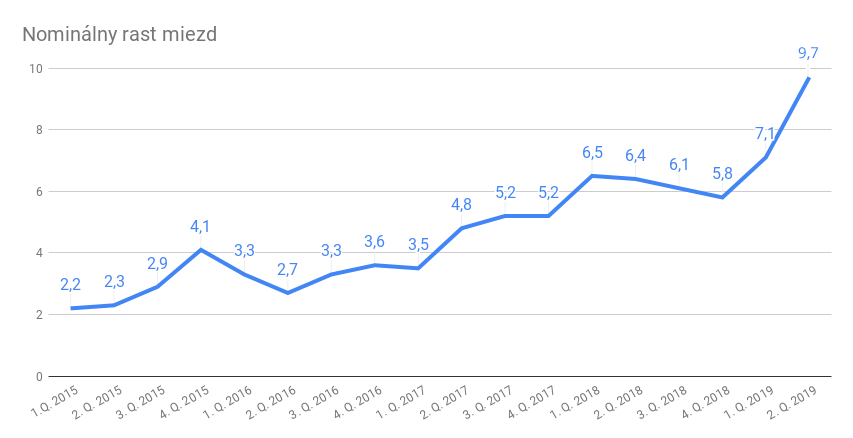 Nominálny rast miezd
10
8
6
4
2
0
2,2
2,3
2,9
4,1
3,3
2,7
3,3
3,6
3,5
4,8
5,2
5,2
6,5
6,4
6,1
5,8
7,1
9,7
1. Q. 2015
2. Q. 2015
3. Q. 2015
4. Q. 2015
1. Q. 2016
2. Q. 2016
3. Q. 2016
4. Q. 2016
1. Q. 2017
2. Q. 2017
3. Q. 2017
4. Q. 2017
1. Q. 2018
2. Q. 2018
3. Q. 2018
4. Q. 2018
1. Q. 2019
2. Q. 2019